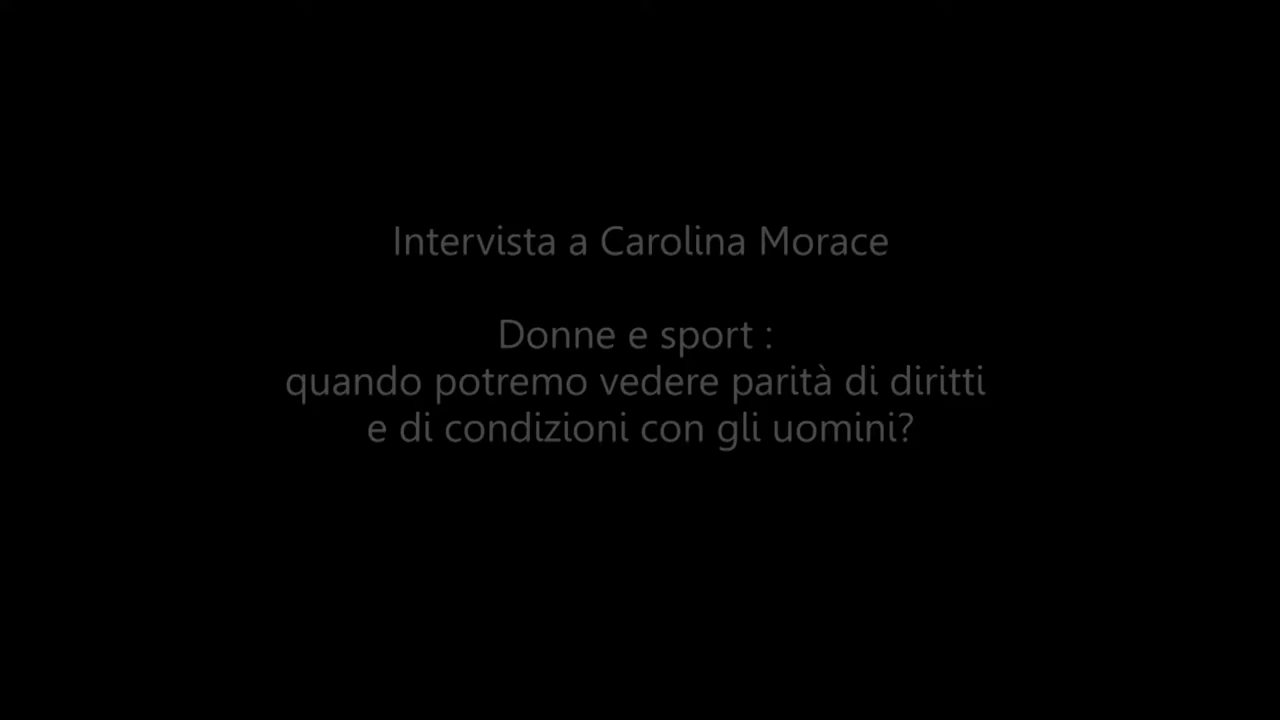 Intervista a Carolina Morace
Donne e sport :
quando potremo vedere parità di diritti
e di condizioni con gli uomini?